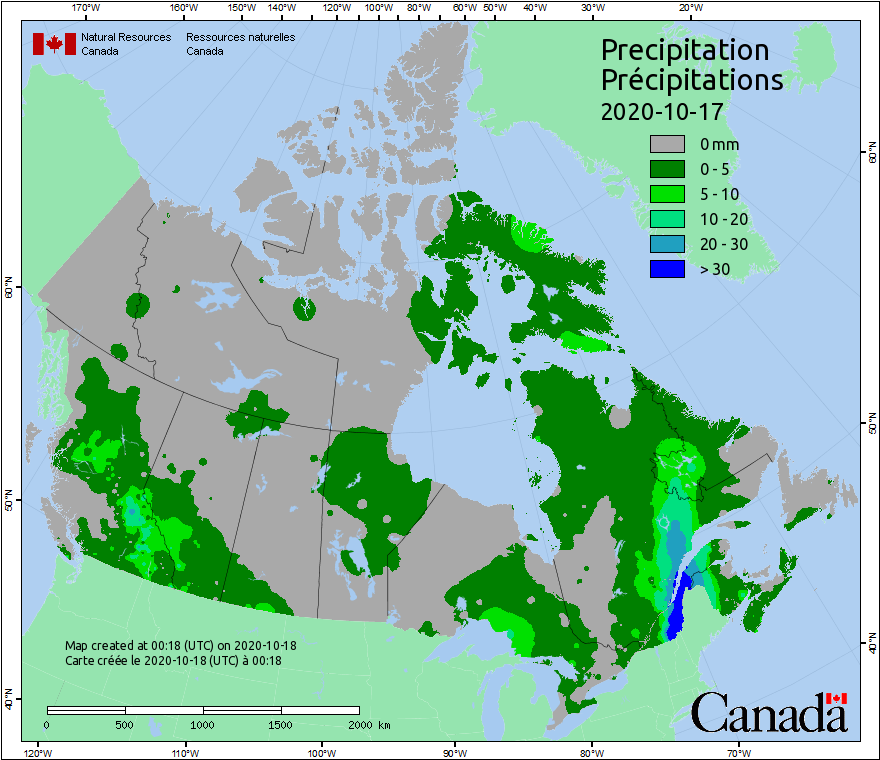 170°W 160°W 150°W 140°W 120°W 100°W 80°W 60°W 50°W 40°W 30°W 20°W
Natural Resources Ressources naturelles
Canada Canada
Precipitation
Précipitations
2020-10-17
0 mm
0 - 5
5 - 10
10 - 20
20 - 30
> 30
60°N
60°N
50°N
50°N
40°N
40°N
Map created at 00:18 (UTC) on 2020-10-18
Carte créée le 2020-10-18 (UTC) à 00:18
0 500 1000 1500 2000 km
Canada
120°W 110°W 100°W 90°W 80°W 70°W